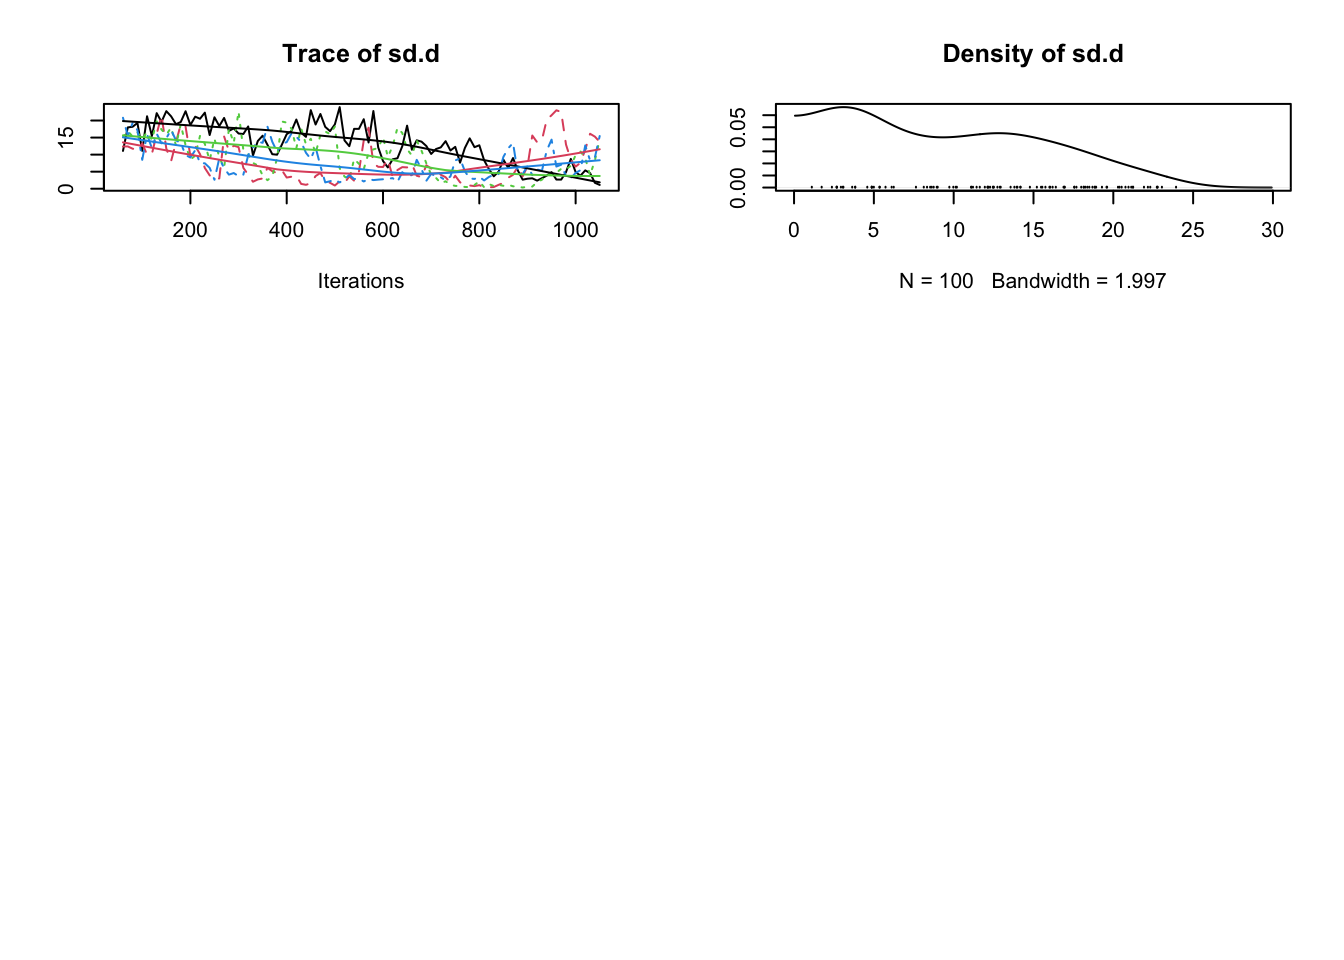 Trace of sd.d
15
0
200 400 600 800 1000
Iterations
Density of sd.d
0.05
0.00
0 5 10 15 20 25 30
N = 100 Bandwidth = 1.997